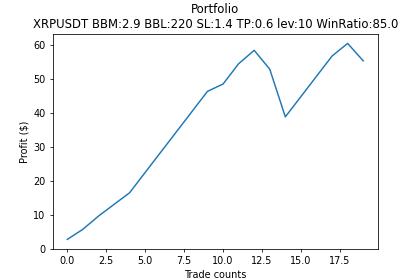 Portfolio
XRPUSDT BBM:2.9 BBL:220 SL:1.4 TP:0.6 lev:10 WinRatio:85.0
Profit ($)
60
50
40
30
20
10
0
0.0 2.5 5.0 7.5 10.0 12.5 15.0 17.5
Trade counts